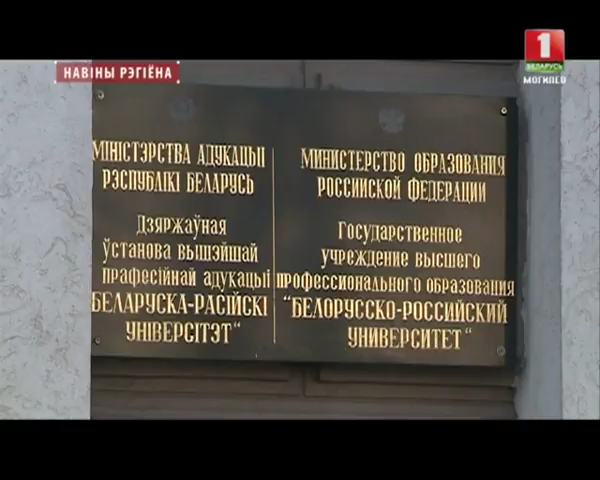 НАВІНЫ РЭГІЁНА
1
БЕЛАРУСЬ
МОГИЛЕВ
МІНІСТЭРСТВА АДУКАЦЫІ
РЭСПУБЛІКІ БЕЛАРУСЬ
Дзяржаўная
ўстанова вышэйшай
прафесійнай адукацыі
БЕЛАРУСКА-РАСІЙСКІ
УНІВЕРСІТЭТ“
МИНИСТЕРСТВО ОБРАЗОВАНИЯ
РОССИЙСКОЙ ФЕДЕРАЦИИ
Государственное
учреждение высшего
профессионального образования
“БЕЛОРУССКО-РОССИЙСКИЙ
УНИВЕРСИТЕТ“